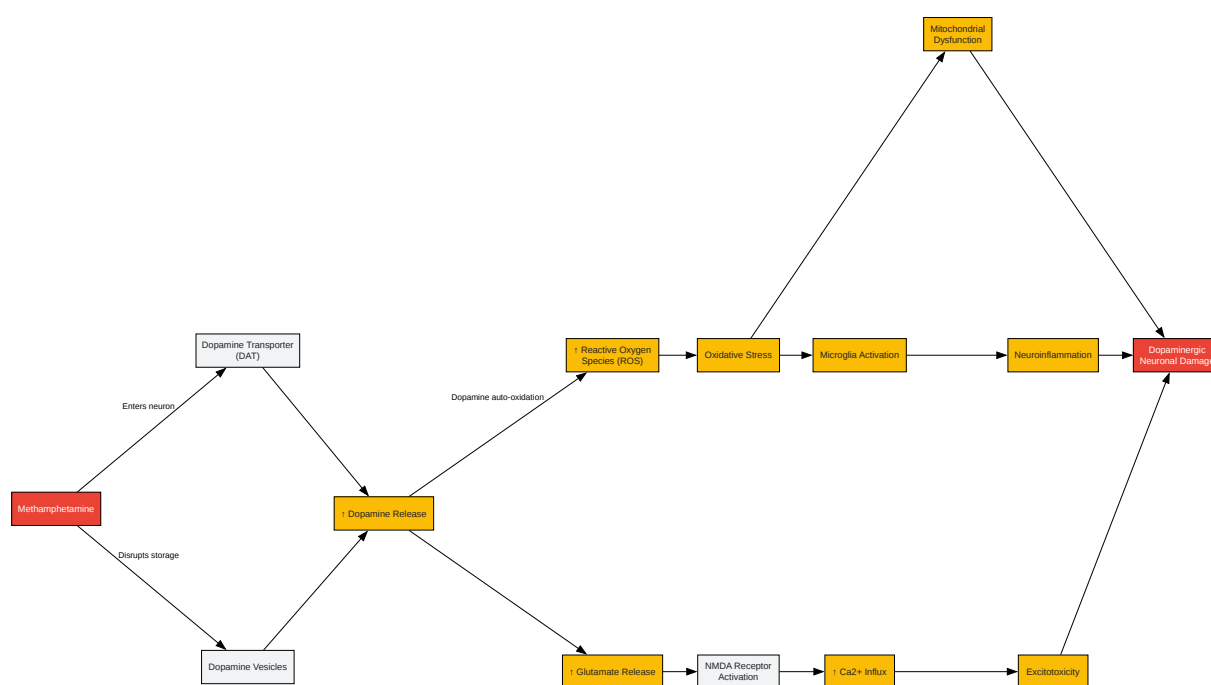 Mitochondrial
Dysfunction
Dopamine Transporter
(DAT)
↑ Reactive Oxygen
Species (ROS)
Oxidative Stress
Microglia Activation
Neuroinflammation
Dopaminergic
Neuronal Damage
Enters neuron
Dopamine auto-oxidation
Methamphetamine
↑ Dopamine Release
Disrupts storage
Dopamine Vesicles
↑ Glutamate Release
NMDA Receptor
Activation
↑ Ca2+ Influx
Excitotoxicity